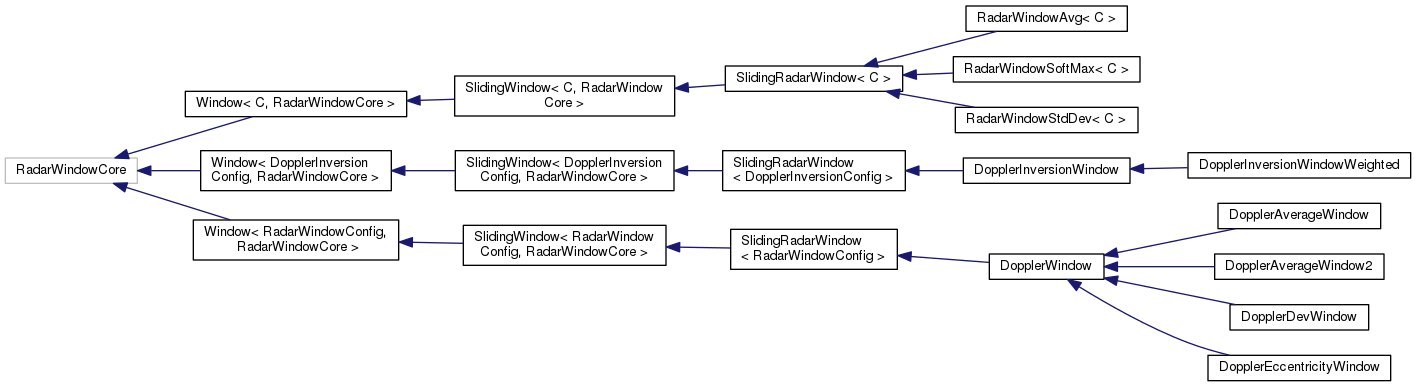 RadarWindowCore
Window< C, RadarWindowCore >
SlidingWindow< C, RadarWindow
Core >
SlidingRadarWindow< C >
RadarWindowAvg< C >
RadarWindowSoftMax< C >
RadarWindowStdDev< C >
Window< DopplerInversion
Config, RadarWindowCore >
SlidingWindow< DopplerInversion
Config, RadarWindowCore >
SlidingRadarWindow
< DopplerInversionConfig >
DopplerInversionWindow
DopplerInversionWindowWeighted
Window< RadarWindowConfig,
RadarWindowCore >
SlidingWindow< RadarWindow
Config, RadarWindowCore >
SlidingRadarWindow
< RadarWindowConfig >
DopplerWindow
DopplerAverageWindow
DopplerAverageWindow2
DopplerDevWindow
DopplerEccentricityWindow